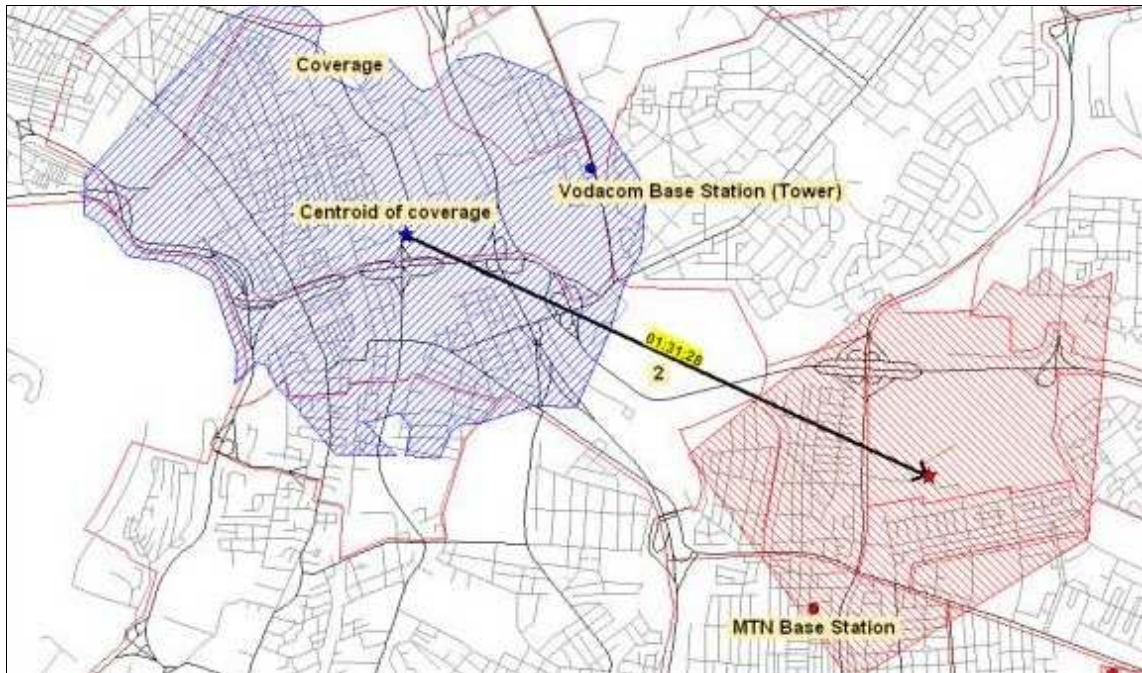 Coverage
Vodacom Base Station (Tower)
Centroid of coverage
01:31:28
2
MTN Base Station